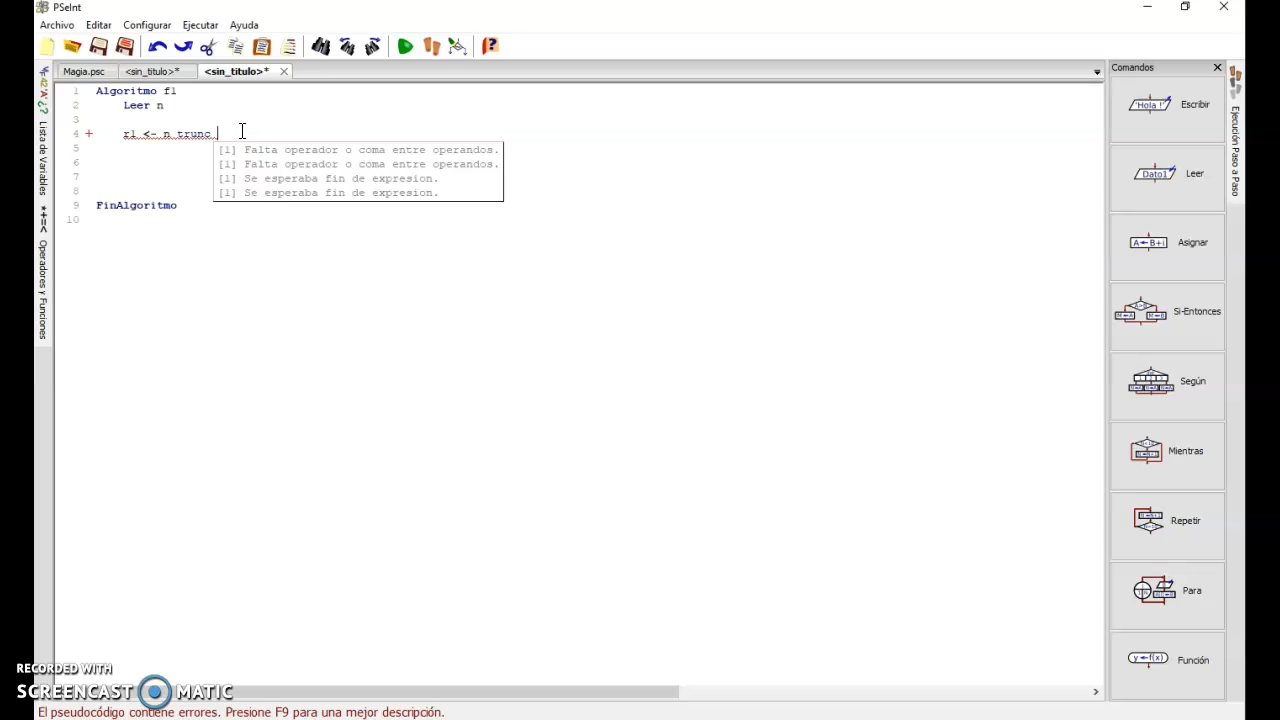 PSeInt
Archivo Editar Configurar Ejecutar Ayuda
Magia.psc <sin_titulo>* <sin_titulo>*
Lista de Variables
Operadores y Funciones
1 Algoritmo f1
2 Leer n
3
4 r1 <- n trunc
[1] Falta operador o coma entre operandos.
[1] Falta operador o coma entre operandos.
[1] Se esperaba fin de expresion.
[1] Se esperaba fin de expresion.
5
6
7
8
9 FinAlgoritmo
10
Comandos
'Hola !' Escribir
Dato1 Leer
A←B+i Asignar
Si-Entonces
Según
Mientras
Repetir
Para
y←f(x) Función
Ejecución Paso a Paso
RECORDED WITH
SCREENCAST MATIC
El pseudocódigo contiene errores. Presione F9 para una mejor descripción.